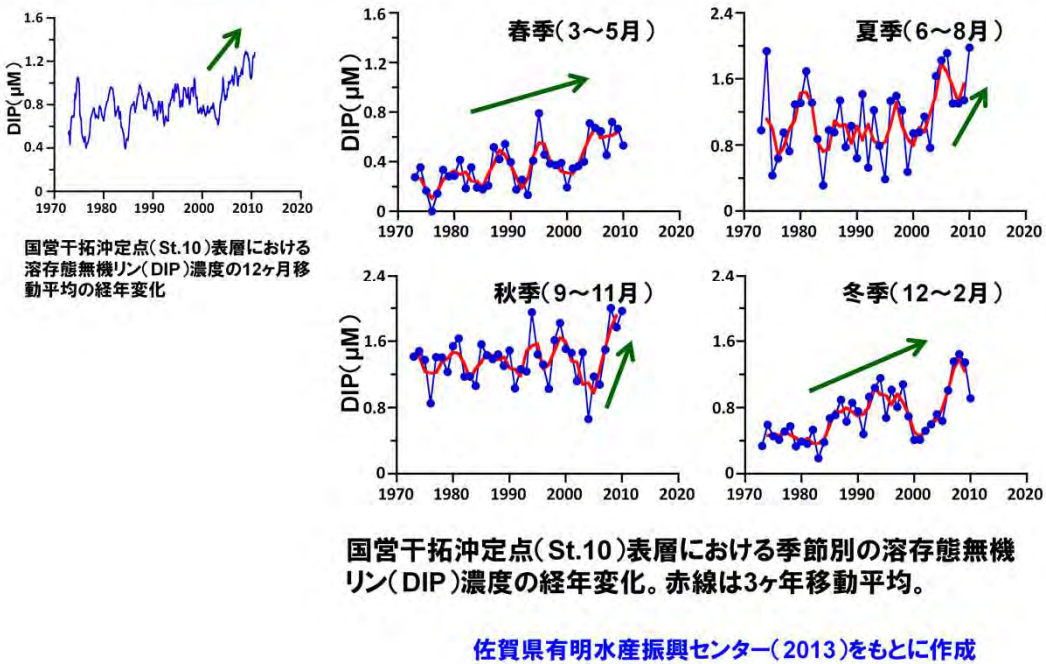 1.6
1.2
0.8
0.4
0
DIP(μM)
1970 1980 1990 2000 2010 2020
国営干拓沖定点(St.10)表層における
溶存態無機リン(DIP)濃度の12ヶ月移
動平均の経年変化
春季(3～5月)
1.6
1.2
0.8
0.4
0
DIP(μM)
1970 1980 1990 2000 2010 2020
夏季(6～8月)
2.4
1.6
0.8
0
1970 1980 1990 2000 2010 2020
秋季(9～11月)
2.4
1.6
0.8
0
DIP(μM)
1970 1980 1990 2000 2010 2020
冬季(12～2月)
2.4
1.6
0.8
0
1970 1980 1990 2000 2010 2020
国営干拓沖定点(St.10)表層における季節別の溶存態無機
リン(DIP)濃度の経年変化。赤線は3ヶ年移動平均。
佐賀県有明水産振興センター(2013)をもとに作成